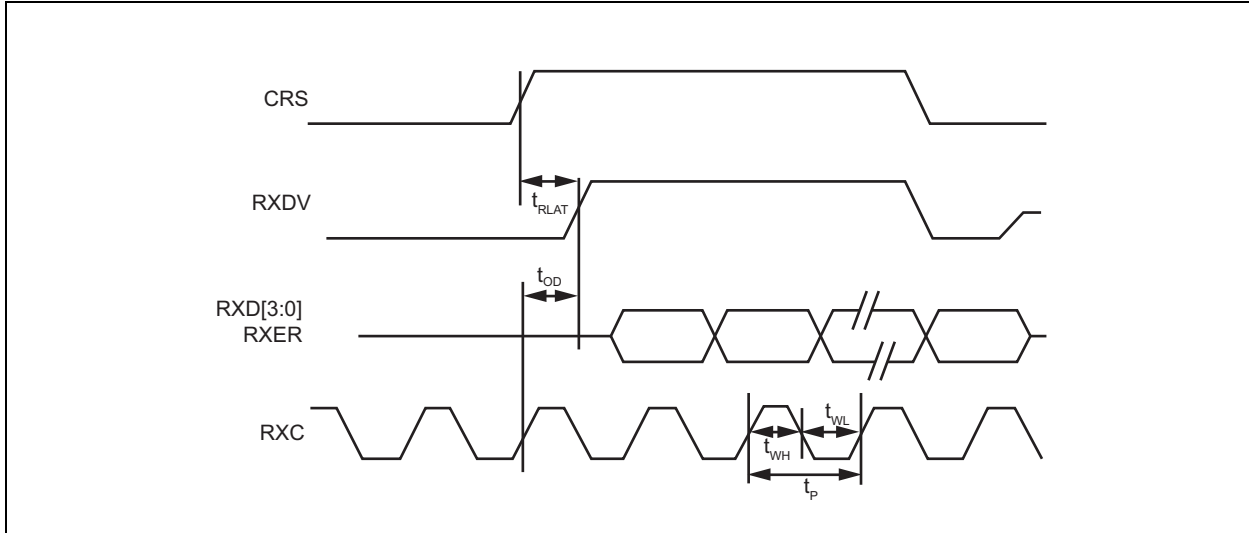 CRS
RXDV
tRLAT
tOD
RXD[3:0]
RXER
RXC
tWH
tWL
tP